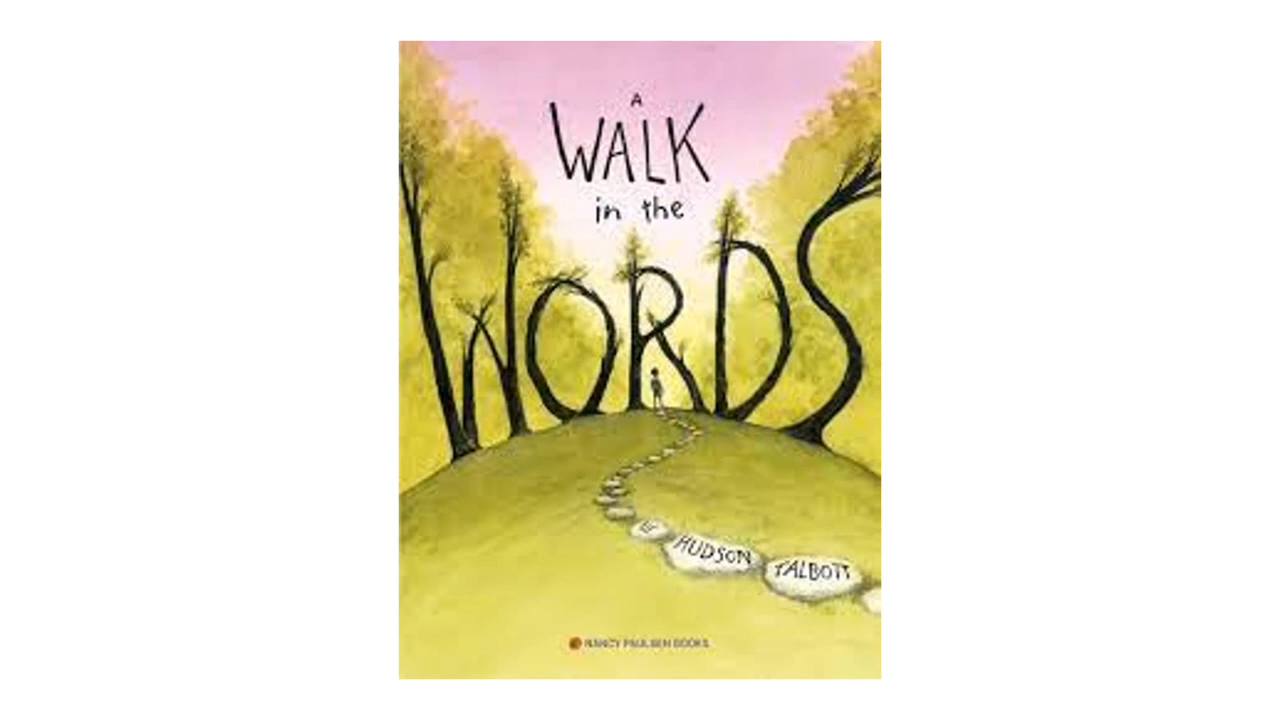 A
WALK
in the
WORDS
BY
HUDSON
TALBOTT
NANCY PAULSEN BOOKS